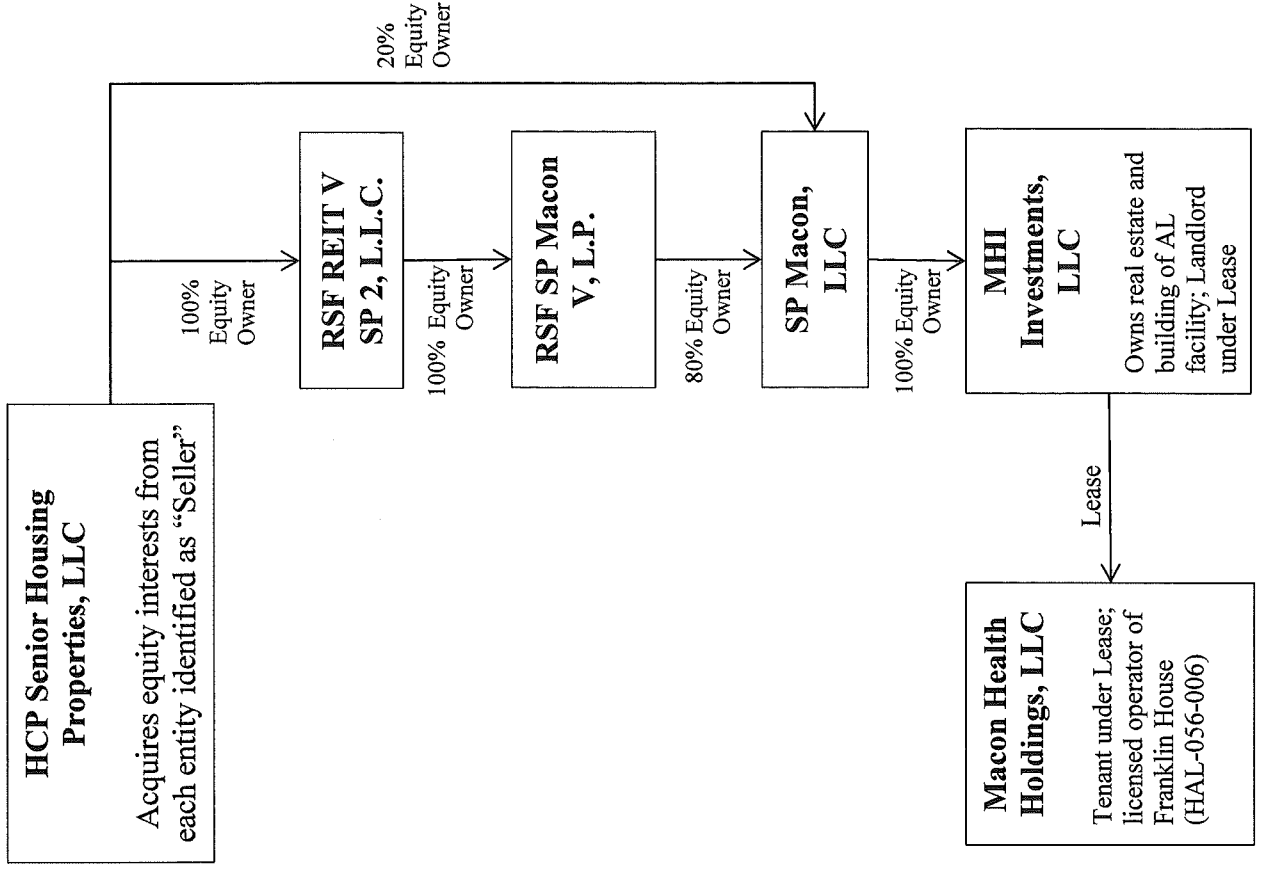 HCP Senior Housing
Properties, LLC
Acquires equity interests from
each entity identified as “Seller”
100%
Equity
Owner
20%
Equity
Owner
RSF REIT V
SP 2, L.L.C.
100% Equity
Owner
RSF SP Macon
V, L.P.
80% Equity
Owner
SP Macon,
LLC
100% Equity
Owner
MHI
Investments,
LLC
Owns real estate and
building of AL
facility; Landlord
under Lease
Lease
Macon Health
Holdings, LLC
Tenant under Lease;
licensed operator of
Franklin House
(HAL-056-006)